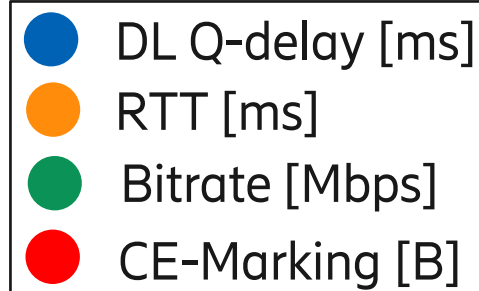 DL Q-delay [ms]
RTT [ms]
Bitrate [Mbps]
CE-Marking [B]